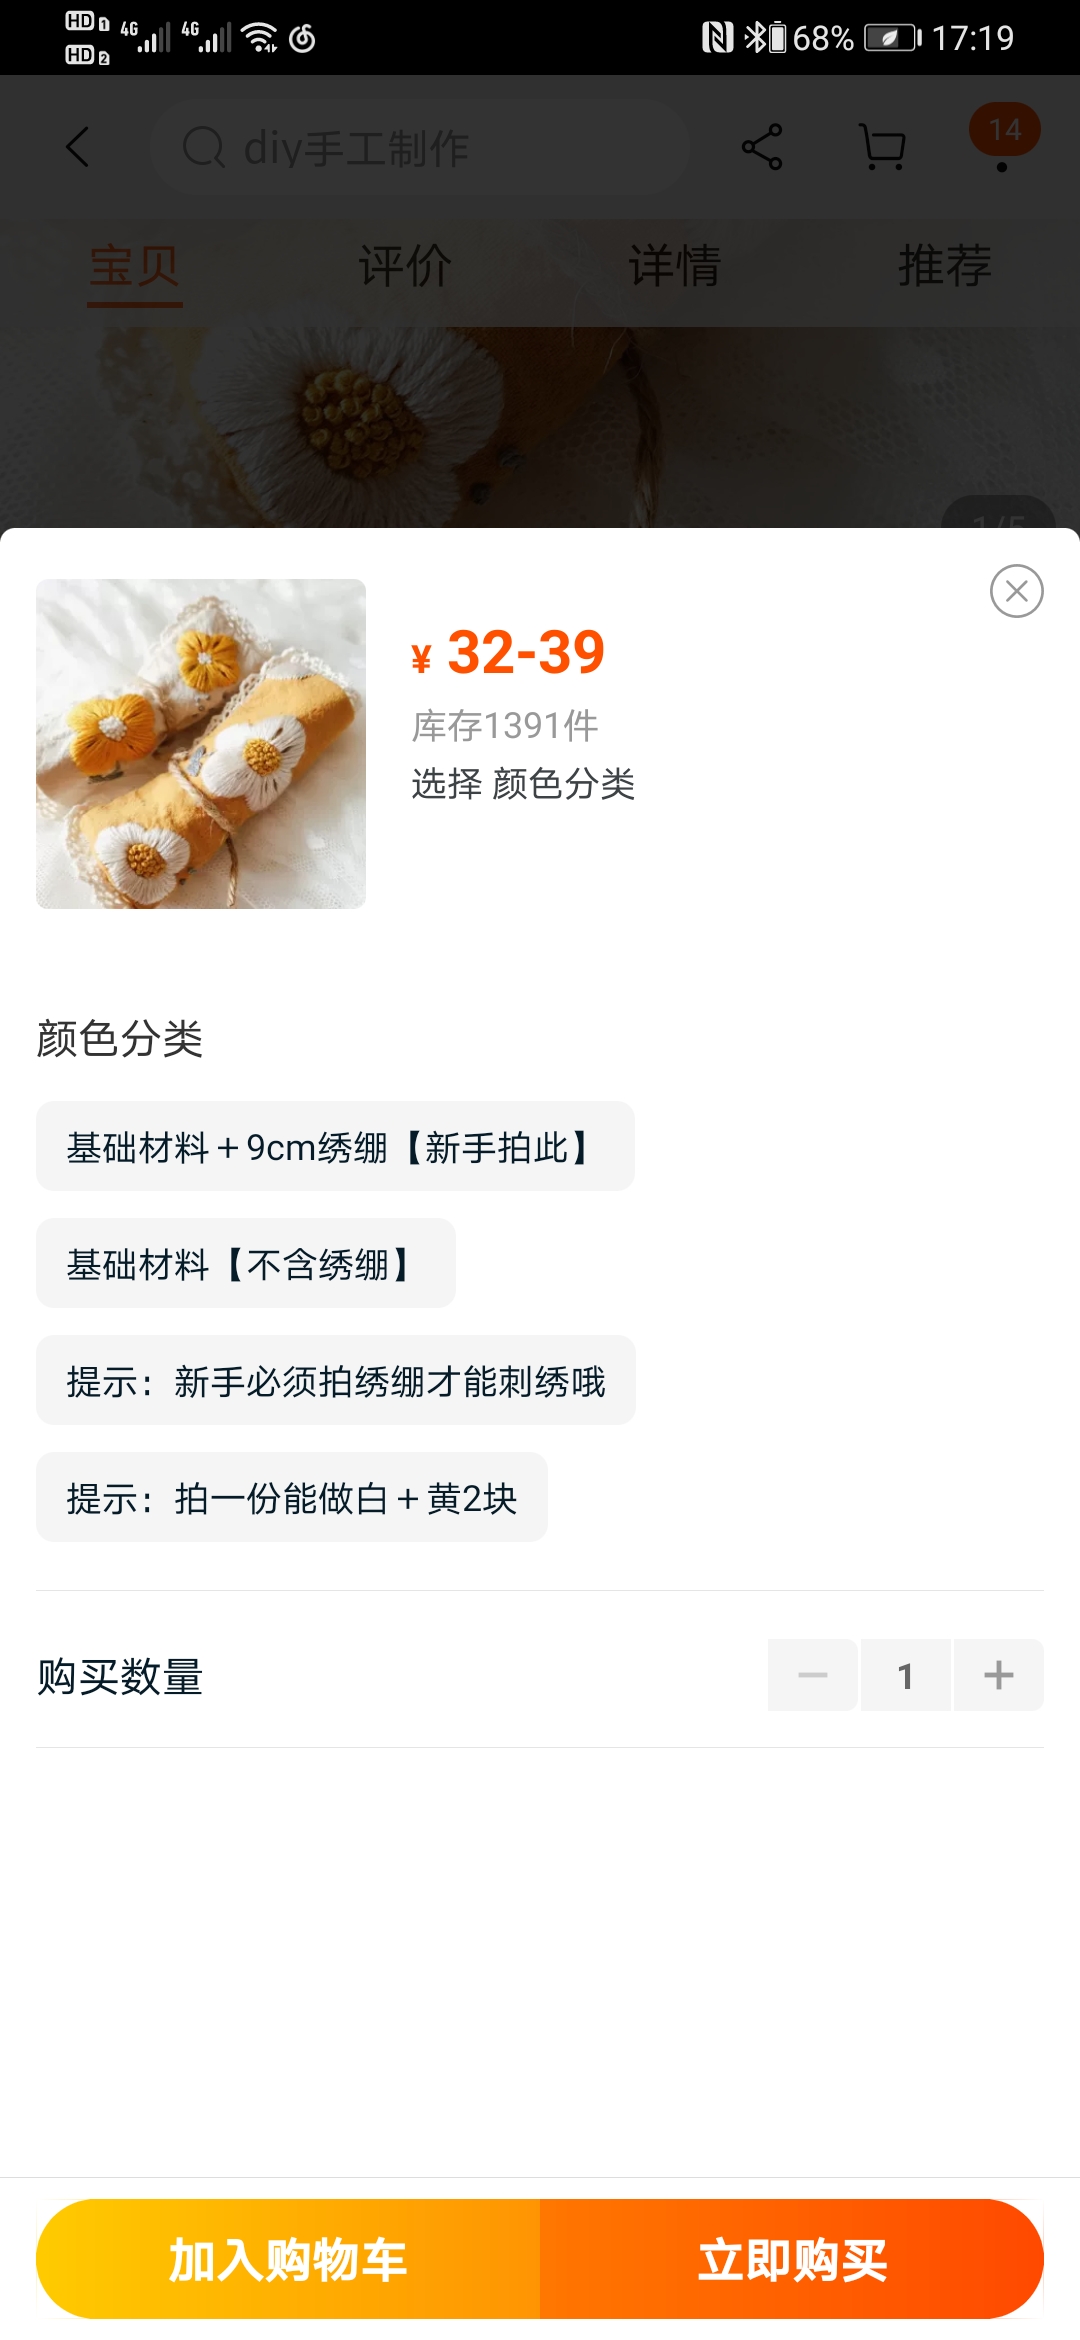 HD 1 4G 4G 68% 17:19
HD 2
diy手工制作
14
宝贝 评价 详情 推荐
1/5
¥ 32-39
库存1391件
选择 颜色分类
颜色分类
基础材料+9cm绣绷【新手拍此】
基础材料【不含绣绷】
提示：新手必须拍绣绷才能刺绣哦
提示：拍一份能做白+黄2块
购买数量 1
加入购物车 立即购买